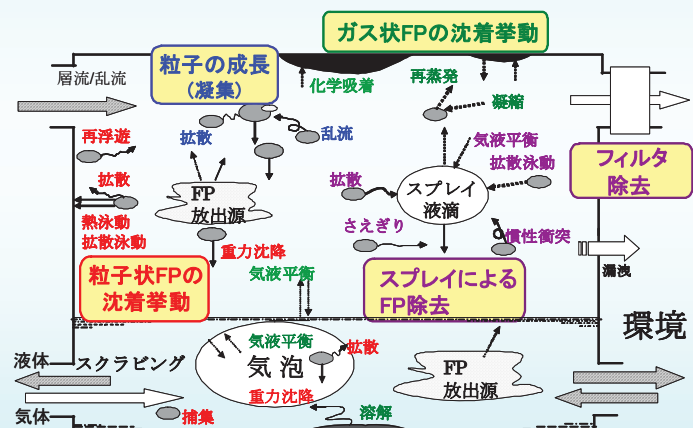 ガス状FPの沈着挙動
粒子の成長
(凝集)
層流/乱流
化学吸着
再蒸発
凝縮
拡散
乱流
再浮遊
気液平衡
拡散泳動
フィルタ
除去
拡散
熱泳動
拡散泳動
FP
放出源
拡散
スプレイ
液滴
さえぎり
慣性衝突
重力沈降
気液平衡
漏洩
粒子状FPの
沈着挙動
スプレイによる
FP除去
環境
気液平衡
拡散
気泡
重力沈降
液体
スクラビング
FP
放出源
気体
捕集
溶解